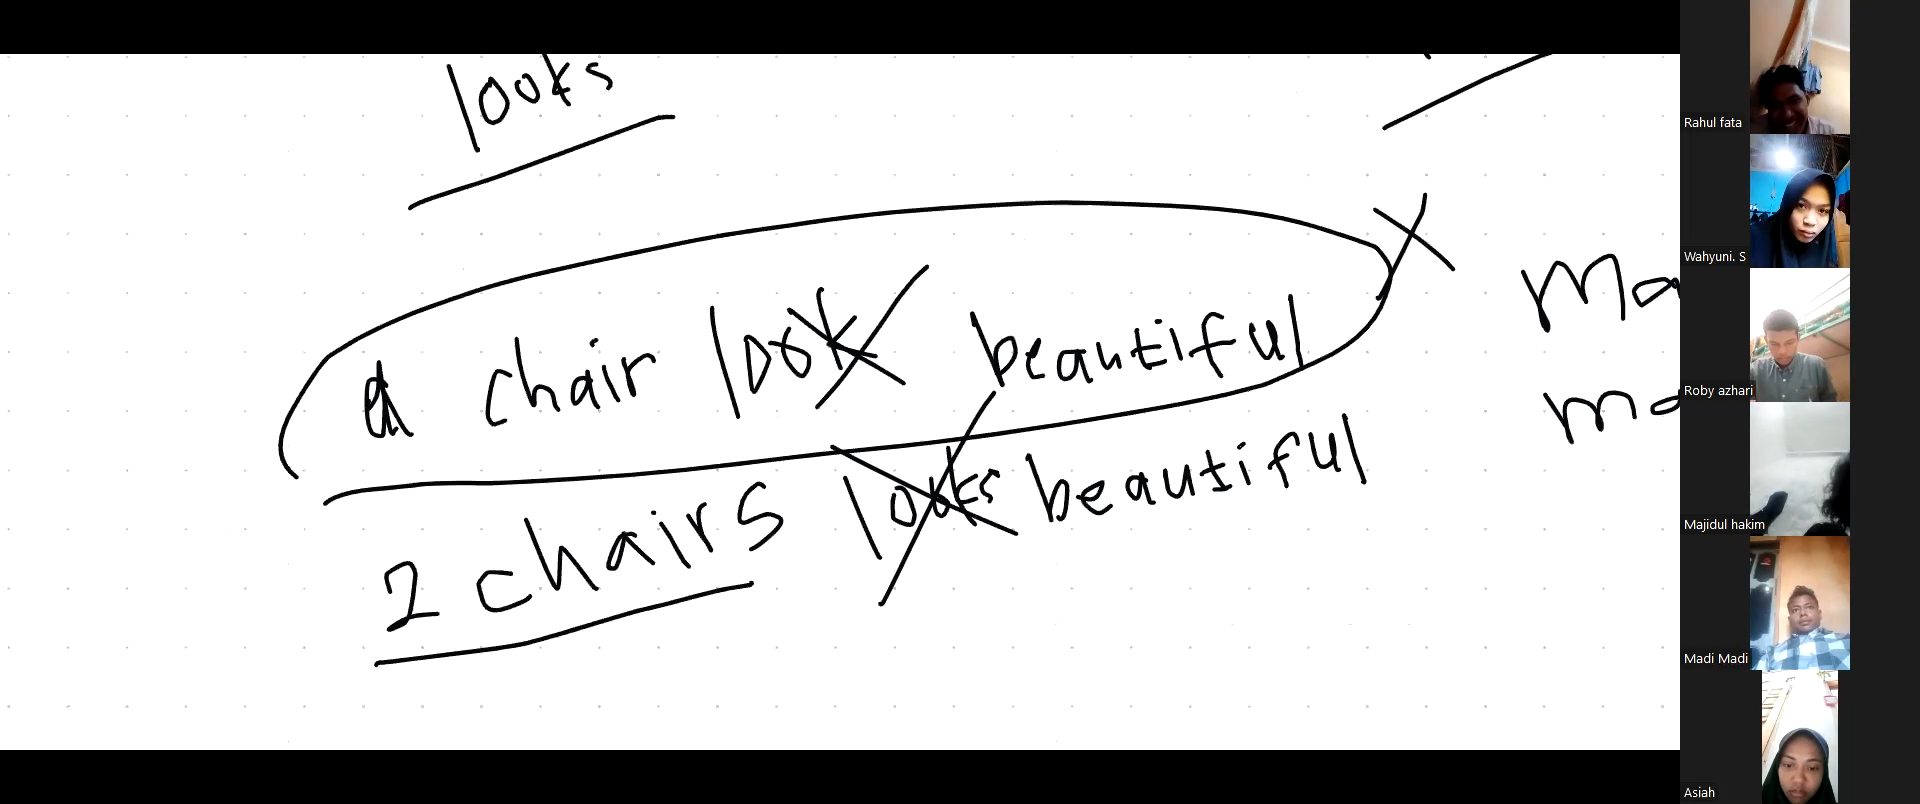 looks
a chair look beautiful
2 chairs looks beautiful
Rahul fata
Wahyuni. S
Roby azhari
Majidul hakim
Madi Madi
Asiah